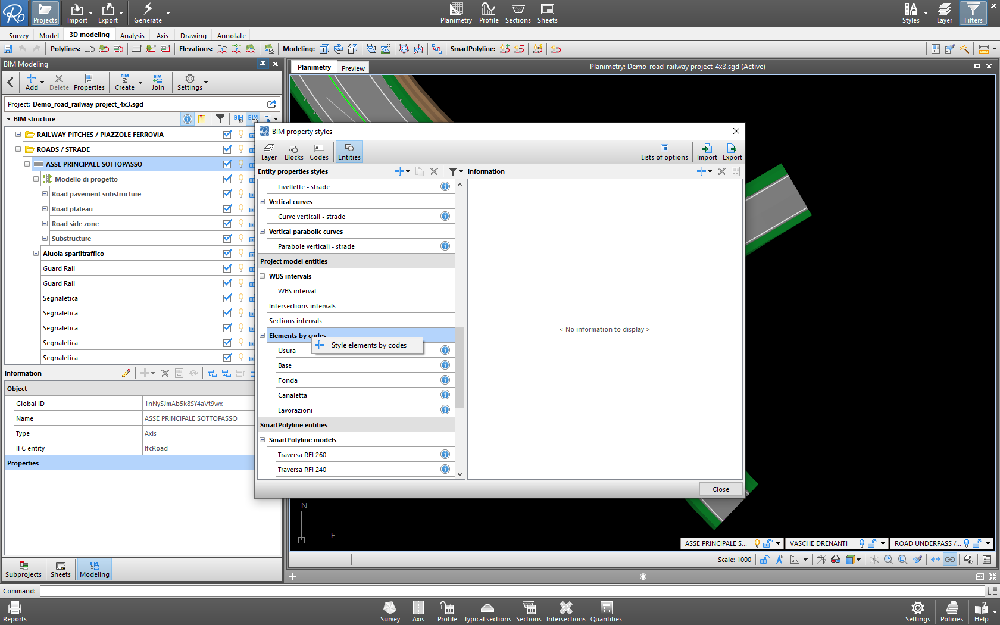 Ro
Projects
Import
Export
Generate
Planimetry
Profile
Sections
Sheets
Styles
Layer
Filters
Survey
Model
3D modeling
Analysis
Axis
Drawing
Annotate
Polylines:
Elevations:
Modeling:
SmartPolyline:
BIM Modeling
Add
Delete
Properties
BIM
Create
BIM
Join
Settings
Project: Demo_road_railway project_4x3.sgd
BIM structure
BIM
BIM
RAILWAY PITCHES / PIAZZOLE FERROVIA
ROADS / STRADE
ASSE PRINCIPALE SOTTOPASSO
Modello di progetto
Road pavement substructure
Road plateau
Road side zone
Substructure
Aiuola spartitraffico
Guard Rail
Guard Rail
Segnaletica
Segnaletica
Segnaletica
Segnaletica
Segnaletica
Information
Object
Global ID
1nNySJmAb5k8SY4aVt9wx_
Name
ASSE PRINCIPALE SOTTOPASSO
Type
Axis
IFC entity
IfcRoad
Properties
Subprojects
Sheets
BIM
Modeling
Planimetry
Preview
Planimetry: Demo_road_railway project_4x3.sgd (Active)
BIM property styles
Layer
Blocks
Codes
Entities
Lists of options
Import
Export
Entity properties styles
Information
Livellette - strade
Vertical curves
Curve verticali - strade
Vertical parabolic curves
Parabole verticali - strade
Project model entities
WBS intervals
WBS interval
Intersections intervals
Sections intervals
Elements by codes
Style elements by codes
Usura
Base
Fonda
Canaletta
Lavorazioni
SmartPolyline entities
SmartPolyline models
Traversa RFI 260
Traversa RFI 240
< No information to display >
Close
N
E
ASSE PRINCIPALE S...
VASCHE DRENANTI
ROAD UNDERPASS /...
Scale: 1000
Command:
Reports
Survey
Axis
Profile
Typical sections
Sections
Intersections
Quantities
Settings
Policies
Help